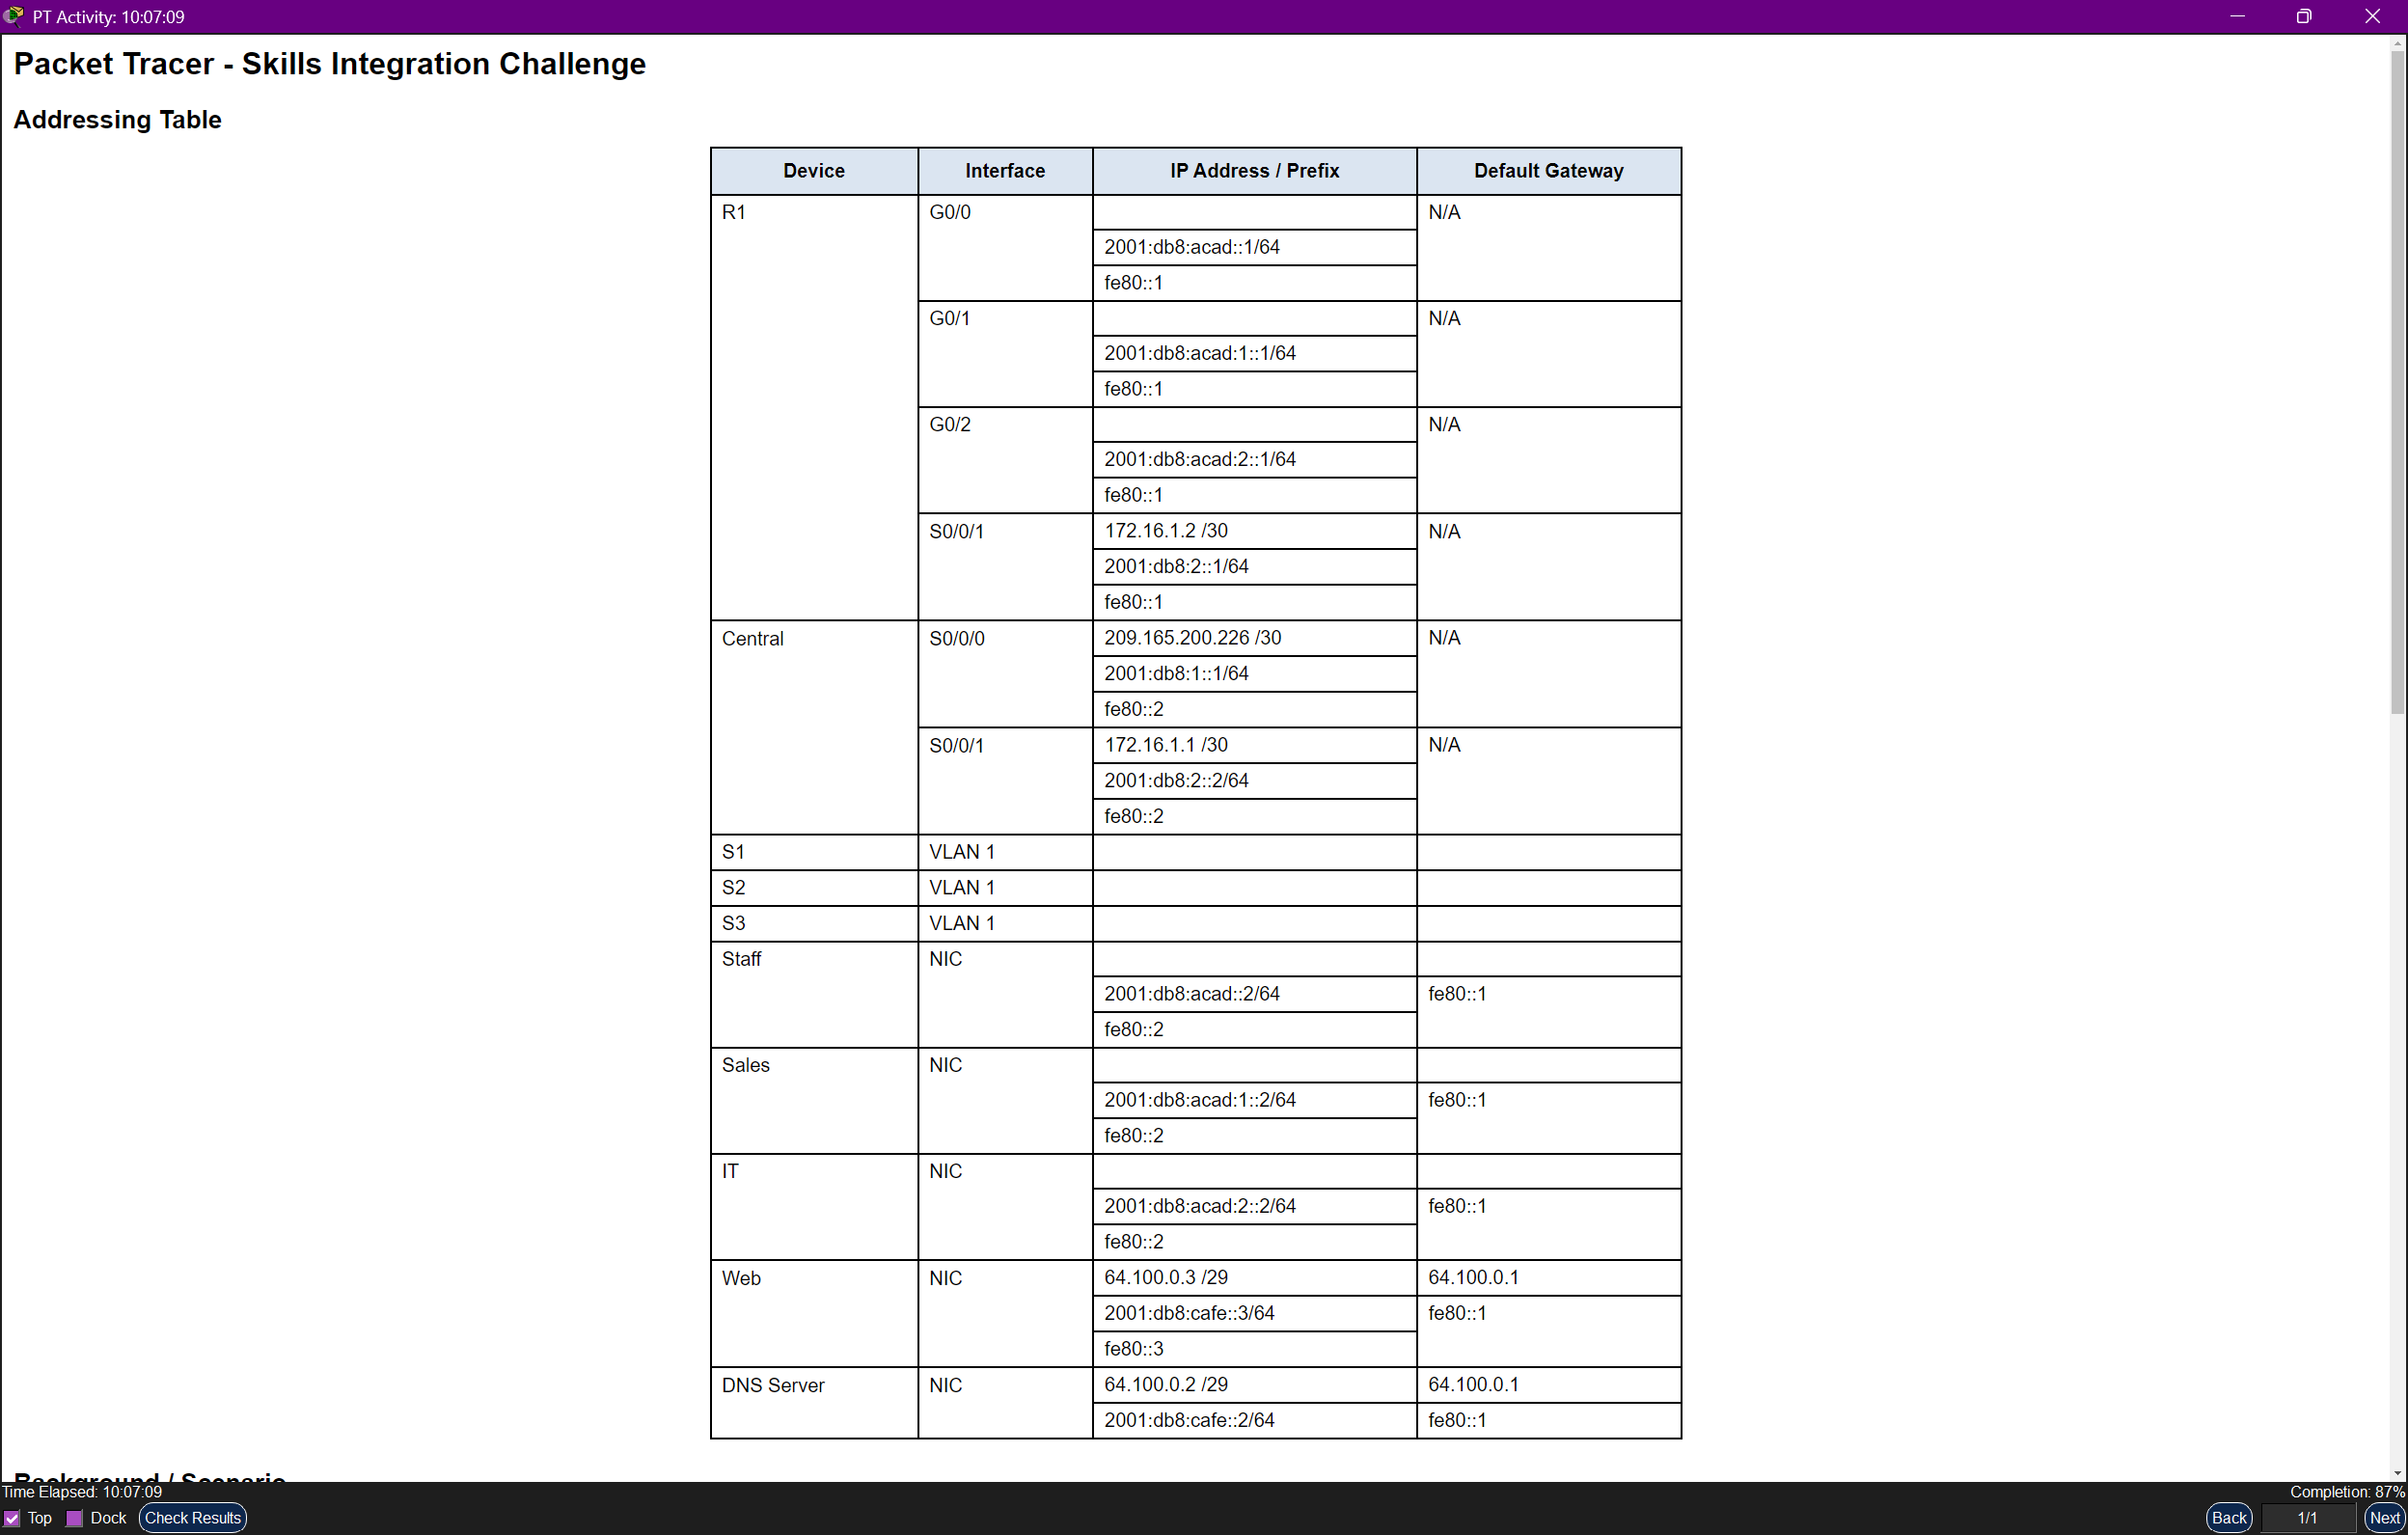 PT Activity: 10:07:09
Packet Tracer - Skills Integration Challenge
Addressing Table
Device Interface IP Address / Prefix Default Gateway
R1 G0/0 N/A
2001:db8:acad::1/64
fe80::1
G0/1 N/A
2001:db8:acad:1::1/64
fe80::1
G0/2 N/A
2001:db8:acad:2::1/64
fe80::1
S0/0/1 172.16.1.2 /30 N/A
2001:db8:2::1/64
fe80::1
Central S0/0/0 209.165.200.226 /30 N/A
2001:db8:1::1/64
fe80::2
S0/0/1 172.16.1.1 /30 N/A
2001:db8:2::2/64
fe80::2
S1 VLAN 1
S2 VLAN 1
S3 VLAN 1
Staff NIC
2001:db8:acad::2/64 fe80::1
fe80::2
Sales NIC
2001:db8:acad:1::2/64 fe80::1
fe80::2
IT NIC
2001:db8:acad:2::2/64 fe80::1
fe80::2
Web NIC 64.100.0.3 /29 64.100.0.1
2001:db8:cafe::3/64 fe80::1
fe80::3
DNS Server NIC 64.100.0.2 /29 64.100.0.1
2001:db8:cafe::2/64 fe80::1
Background / Scenario
Time Elapsed: 10:07:09 Completion: 87%
Top Dock Check Results Back 1/1 Next